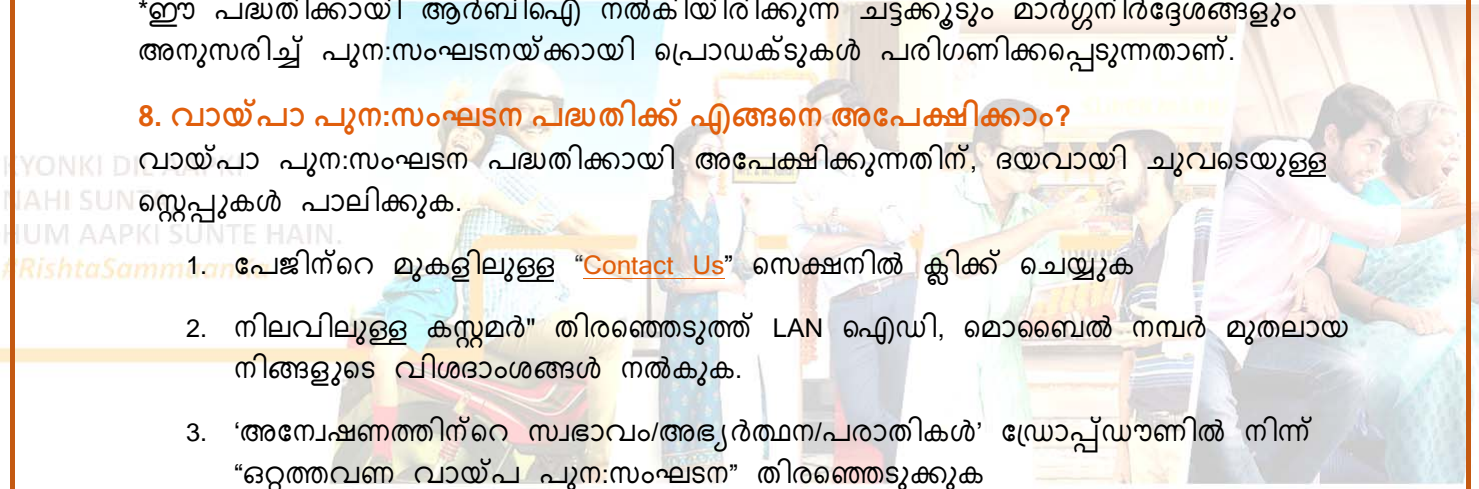 *ഈ പദ്ധതിക്കായി ആർബിഐ നൽകിയിരിക്കുന്ന ചട്ടക്കൂടും മാർഗ്ഗനിർദ്ദേശങ്ങളും
അനുസരിച്ച് പുന:സംഘടനയ്ക്കായി പ്രൊഡക്ടുകൾ പരിഗണിക്കപ്പെടുന്നതാണ്.
8. വായ്പാ പുന:സംഘടന പദ്ധതിക്ക് എങ്ങനെ അപേക്ഷിക്കാം?
വായ്പാ പുന:സംഘടന പദ്ധതിക്കായി അപേക്ഷിക്കുന്നതിന്, ദയവായി ചുവടെയുള്ള
സ്റ്റെപ്പുകൾ പാലിക്കുക.
KYONKI DIL AAPKI
NAHI SUNTE
HUM AAPKI SUNTE HAIN.
1. പേജിന്റെ മുകളിലുള്ള “Contact Us” സെക്ഷനിൽ ക്ലിക്ക് ചെയ്യുക
2. നിലവിലുള്ള കസ്റ്റമർ" തിരഞ്ഞെടുത്ത് LAN ഐഡി, മൊബൈൽ നമ്പർ മുതലായ
നിങ്ങളുടെ വിശദാംശങ്ങൾ നൽകുക.
3. ‘അന്വേഷണത്തിന്റെ സ്വഭാവം/അഭ്യർത്ഥന/പരാതികൾ’ ഡ്രോപ്പ്ഡൗണിൽ നിന്ന്
“ഒറ്റത്തവണ വായ്പ പുന:സംഘടന” തിരഞ്ഞെടുക്കുക